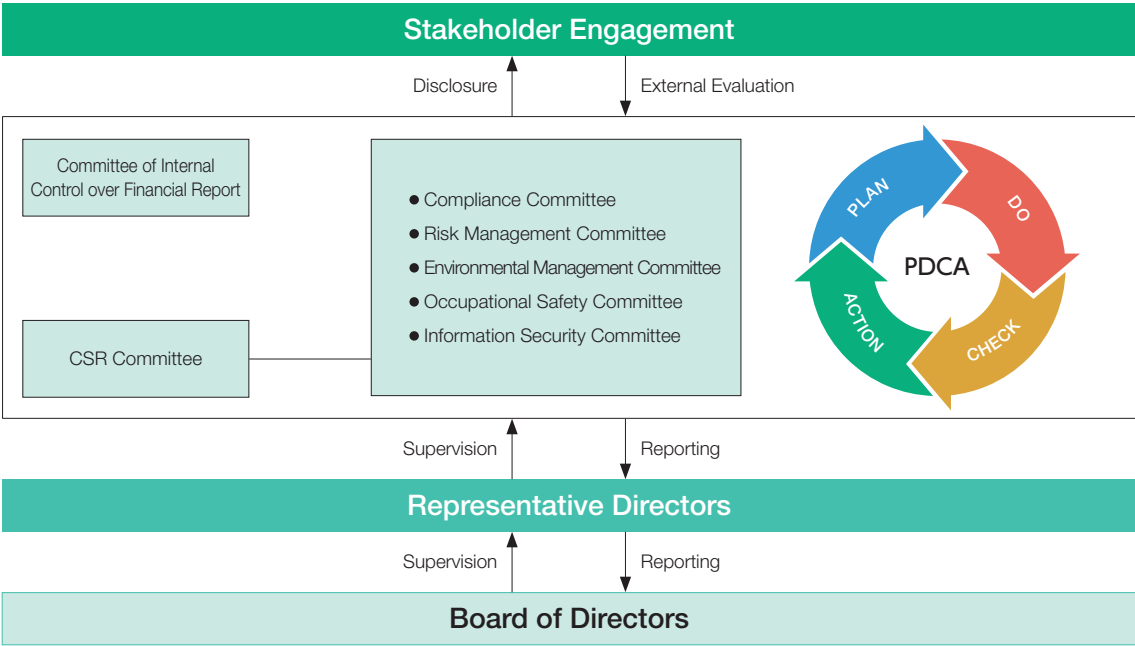 Stakeholder Engagement
Disclosure
External Evaluation
Committee of Internal
Control over Financial Report
CSR Committee
● Compliance Committee
● Risk Management Committee
● Environmental Management Committee
● Occupational Safety Committee
● Information Security Committee
PLAN
DO
CHECK
ACTION
PDCA
Supervision
Reporting
Representative Directors
Supervision
Reporting
Board of Directors